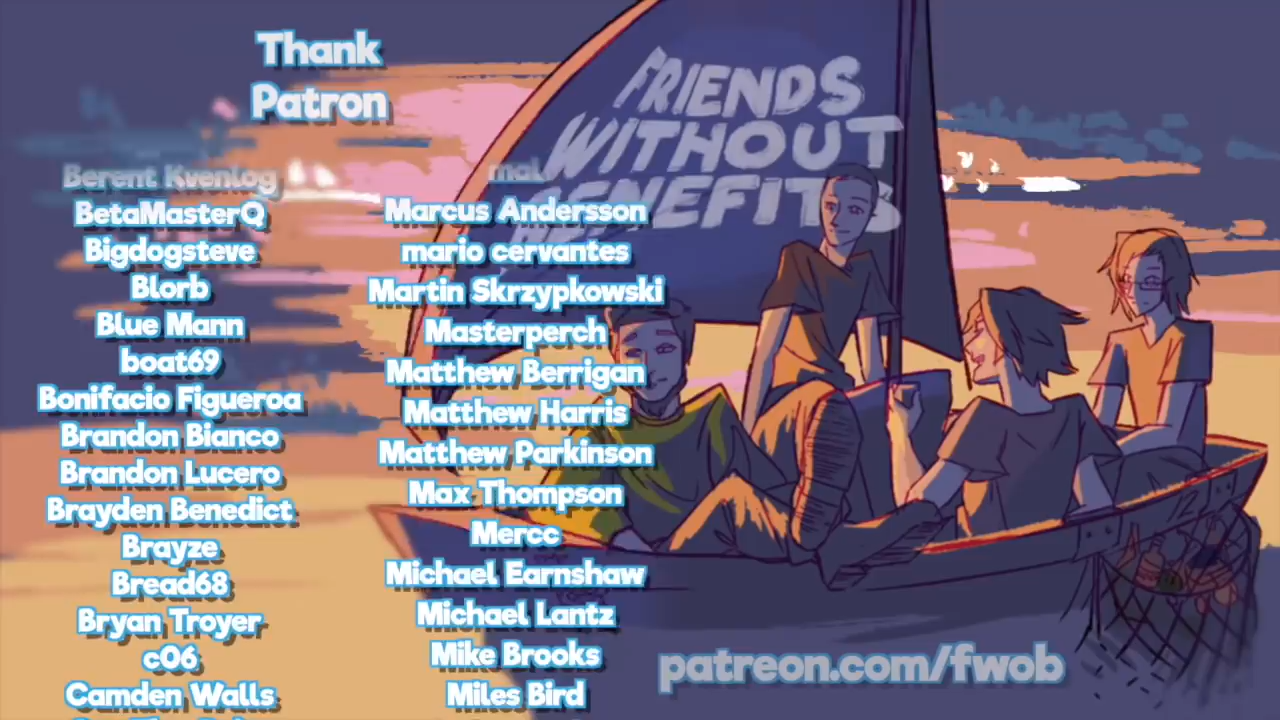 Thank
Patron
FRIENDS
WITHOUT
BENEFITS
Berent Kvenlog
BetaMasterQ
Bigdogsteve
Blorb
Blue Mann
boat69
Bonifacio Figueroa
Brandon Bianco
Brandon Lucero
Brayden Benedict
Brayze
Bread68
Bryan Troyer
c06
Camden Walls
Marcus Andersson
mario cervantes
Martin Skrzypkowski
Masterperch
Matthew Berrigan
Matthew Harris
Matthew Parkinson
Max Thompson
Mercc
Michael Earnshaw
Michael Lantz
Mike Brooks
Miles Bird
patreon.com/fwob